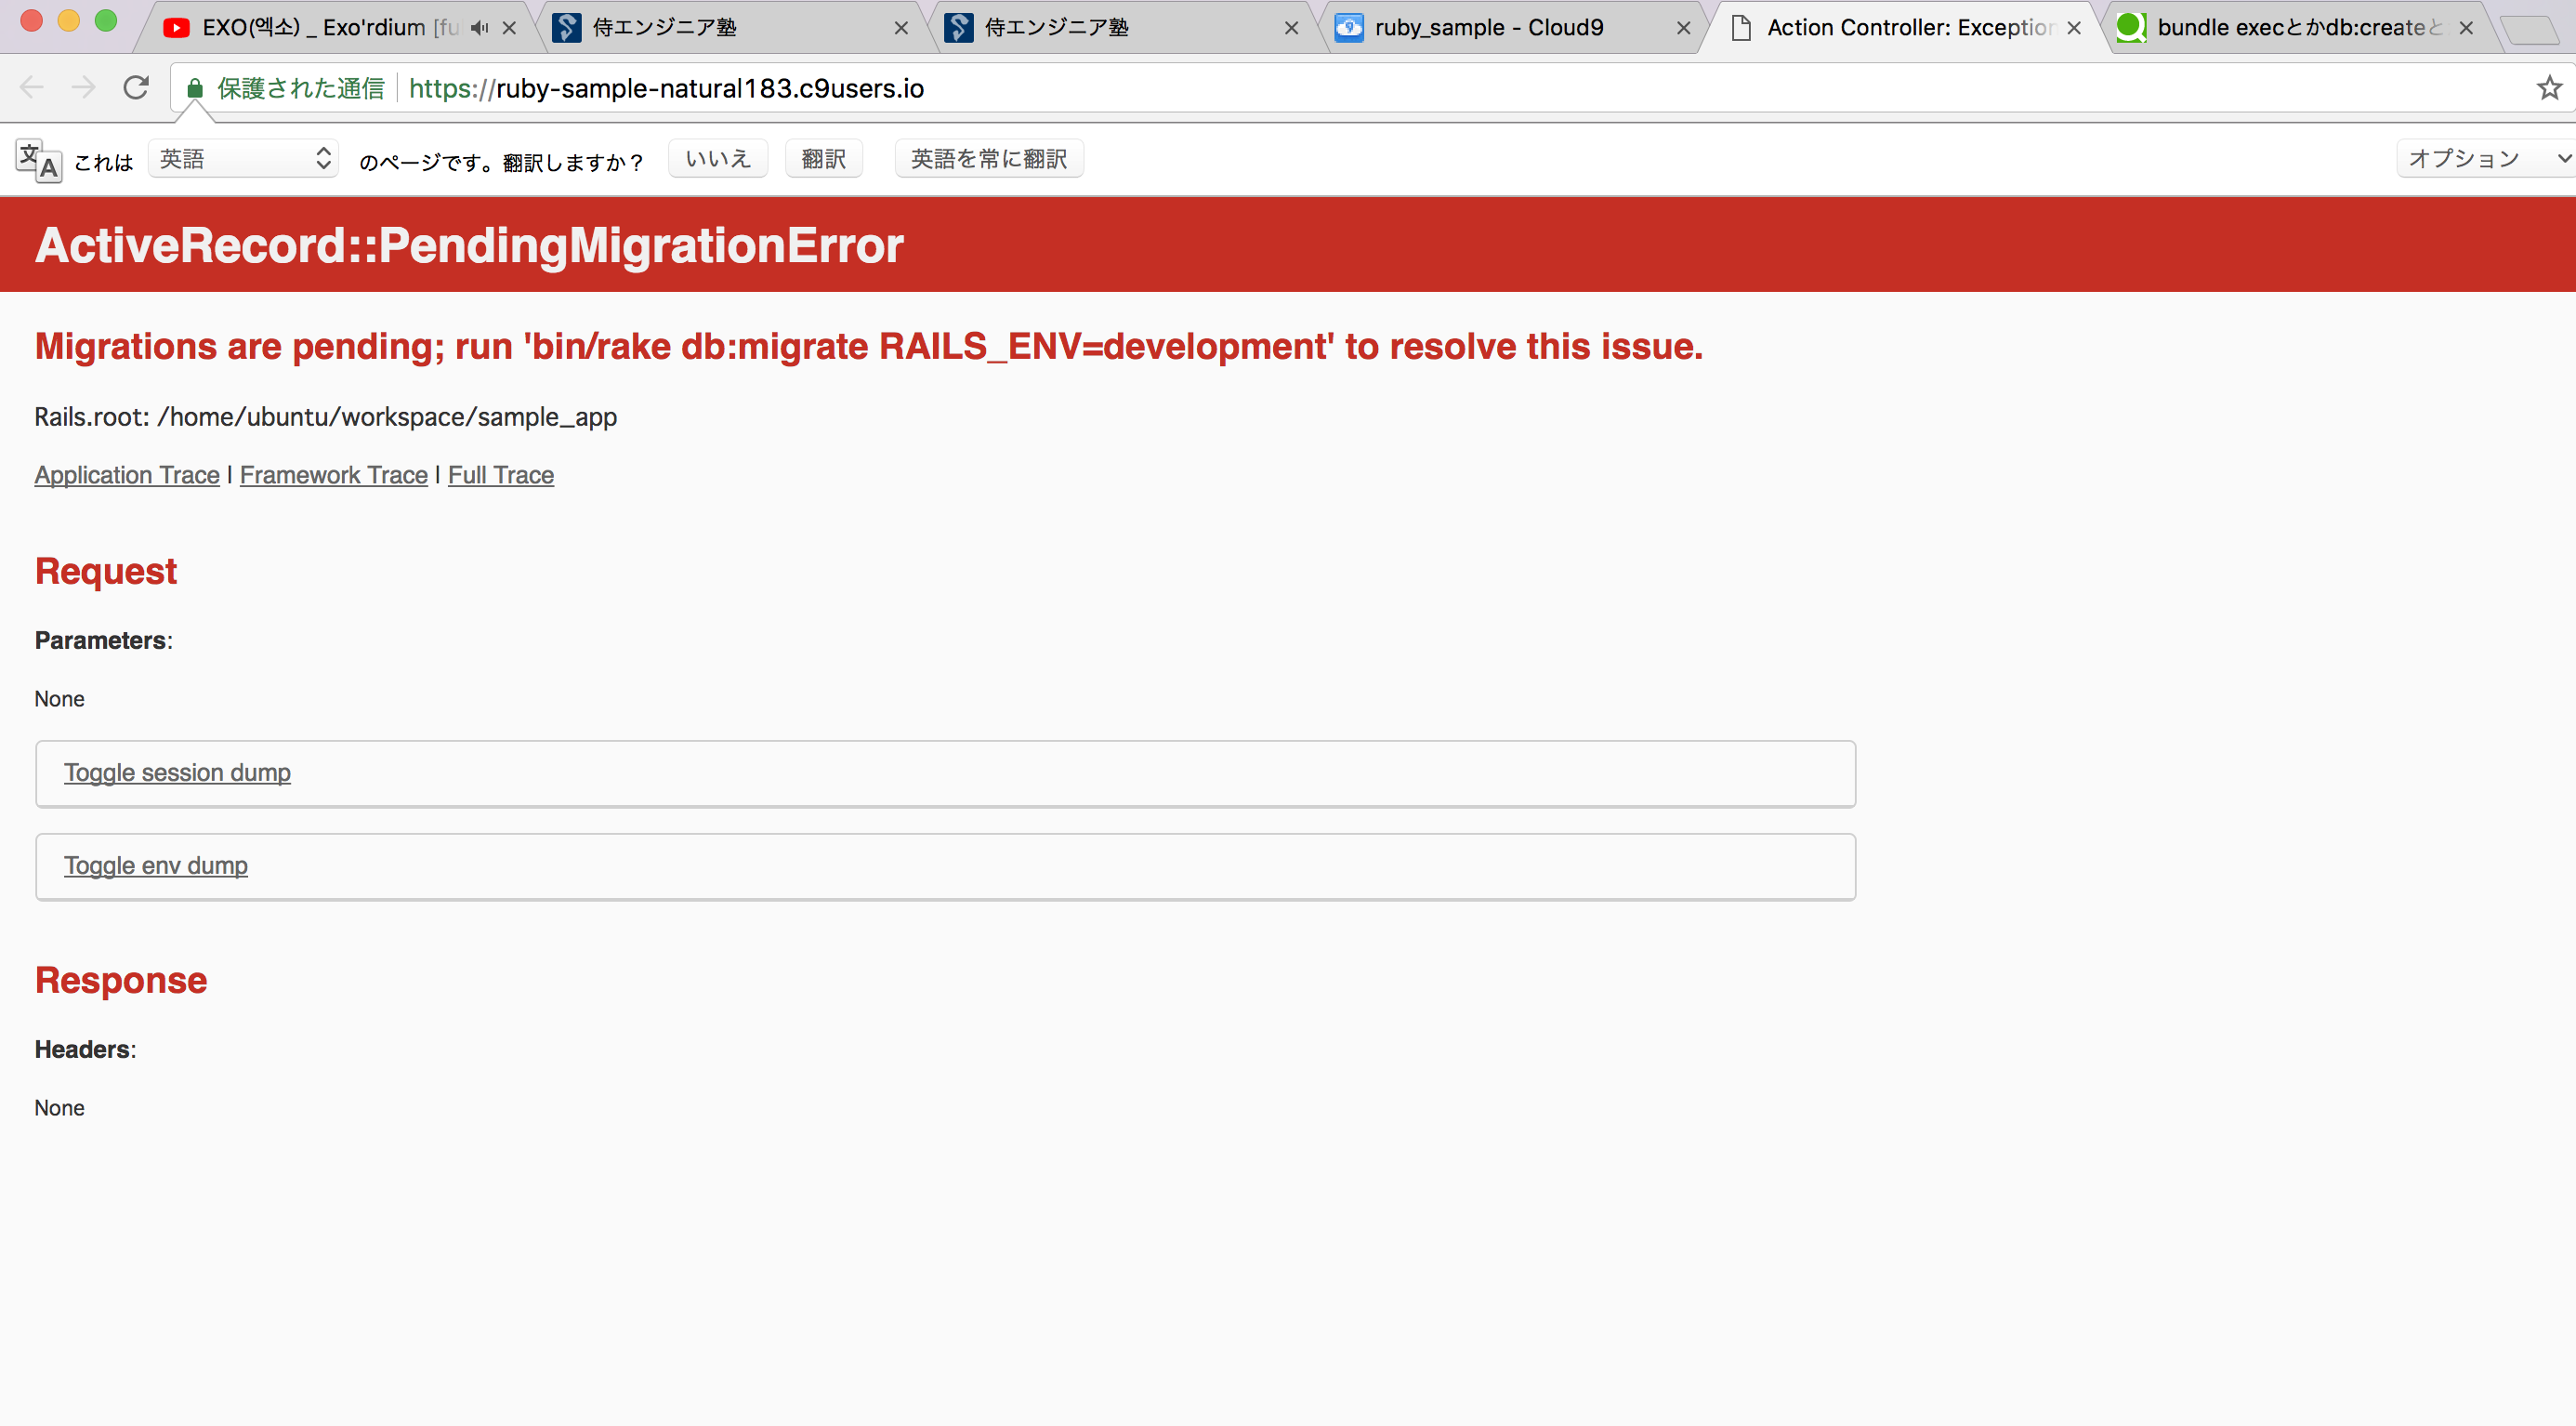 EXO(엑소) _ Exo'rdium [fu
侍エンジニア塾
侍エンジニア塾
ruby_sample - Cloud9
Action Controller: Exception
bundle execとかdb:createと
保護された通信
https://ruby-sample-natural183.c9users.io
これは 英語 のページです。翻訳しますか？ いいえ 翻訳 英語を常に翻訳 オプション
ActiveRecord::PendingMigrationError
Migrations are pending; run 'bin/rake db:migrate RAILS_ENV=development' to resolve this issue.
Rails.root: /home/ubuntu/workspace/sample_app
Application Trace | Framework Trace | Full Trace
Request
Parameters:
None
Toggle session dump
Toggle env dump
Response
Headers:
None